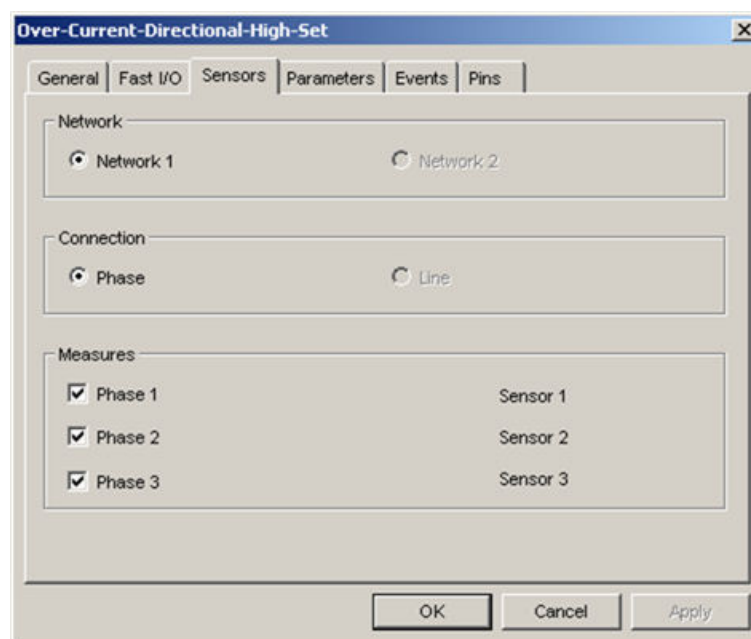 Over-Current-Directional-High-Set
General Fast I/O Sensors Parameters Events Pins
Network
Network 1 Network 2
Connection
Phase Line
Measures
Phase 1 Sensor 1
Phase 2 Sensor 2
Phase 3 Sensor 3
OK Cancel Apply